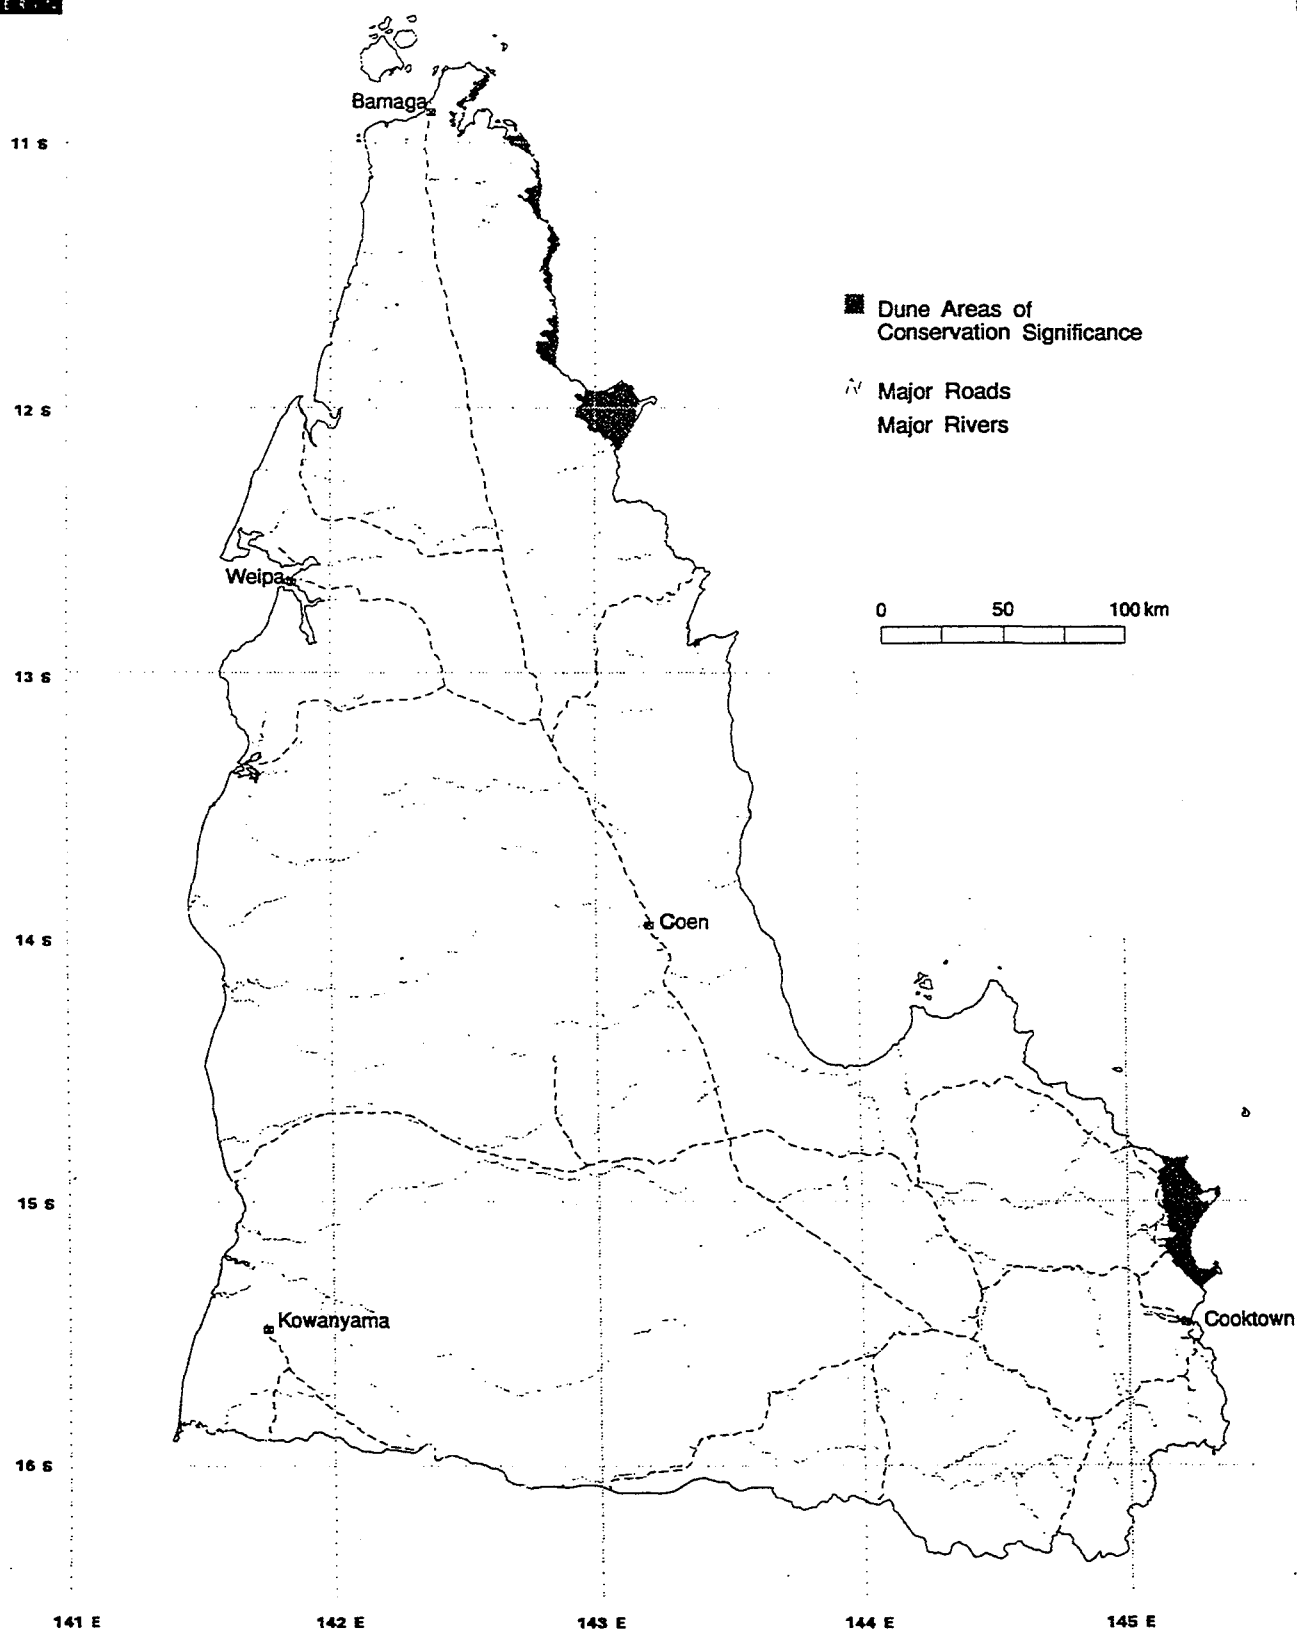 Bamaga
11 S
Dune Areas of
Conservation Significance
Major Roads
Major Rivers
12 S
Weipa
0 50 100 km
13 S
Coen
14 S
15 S
Kowanyama
Cooktown
16 S
141 E 142 E 143 E 144 E 145 E